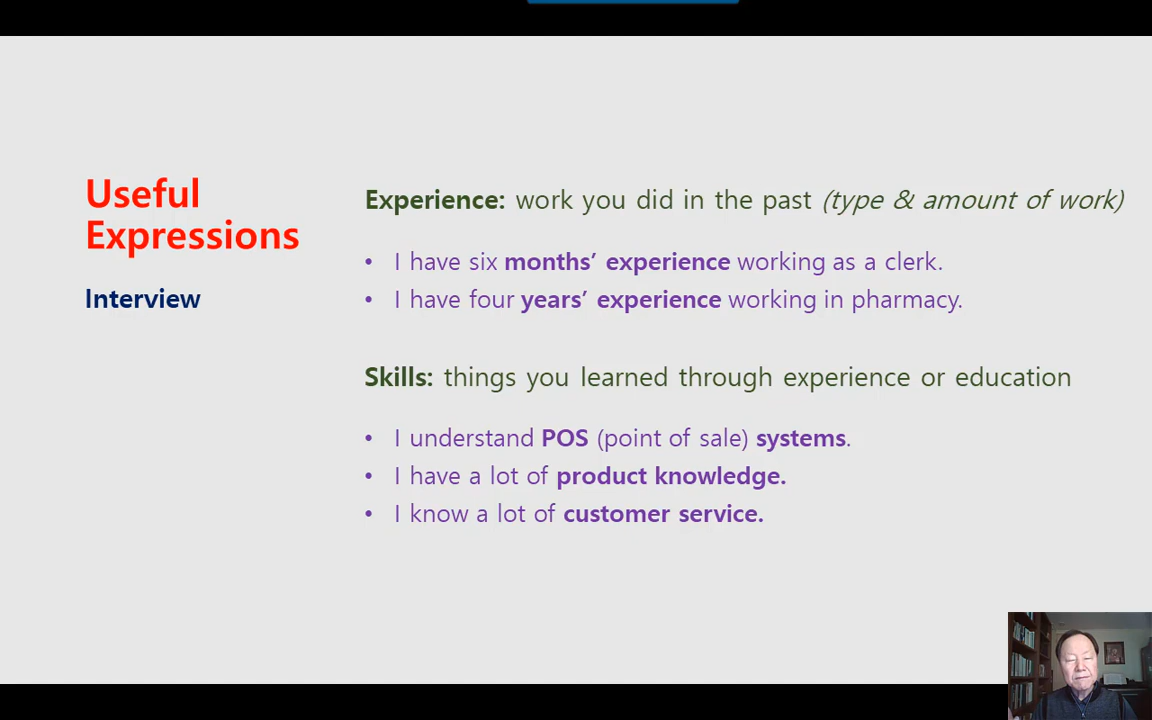 Useful
Expressions
Interview
Experience: work you did in the past (type & amount of work)
• I have six months’ experience working as a clerk.
• I have four years’ experience working in pharmacy.
Skills: things you learned through experience or education
• I understand POS (point of sale) systems.
• I have a lot of product knowledge.
• I know a lot of customer service.